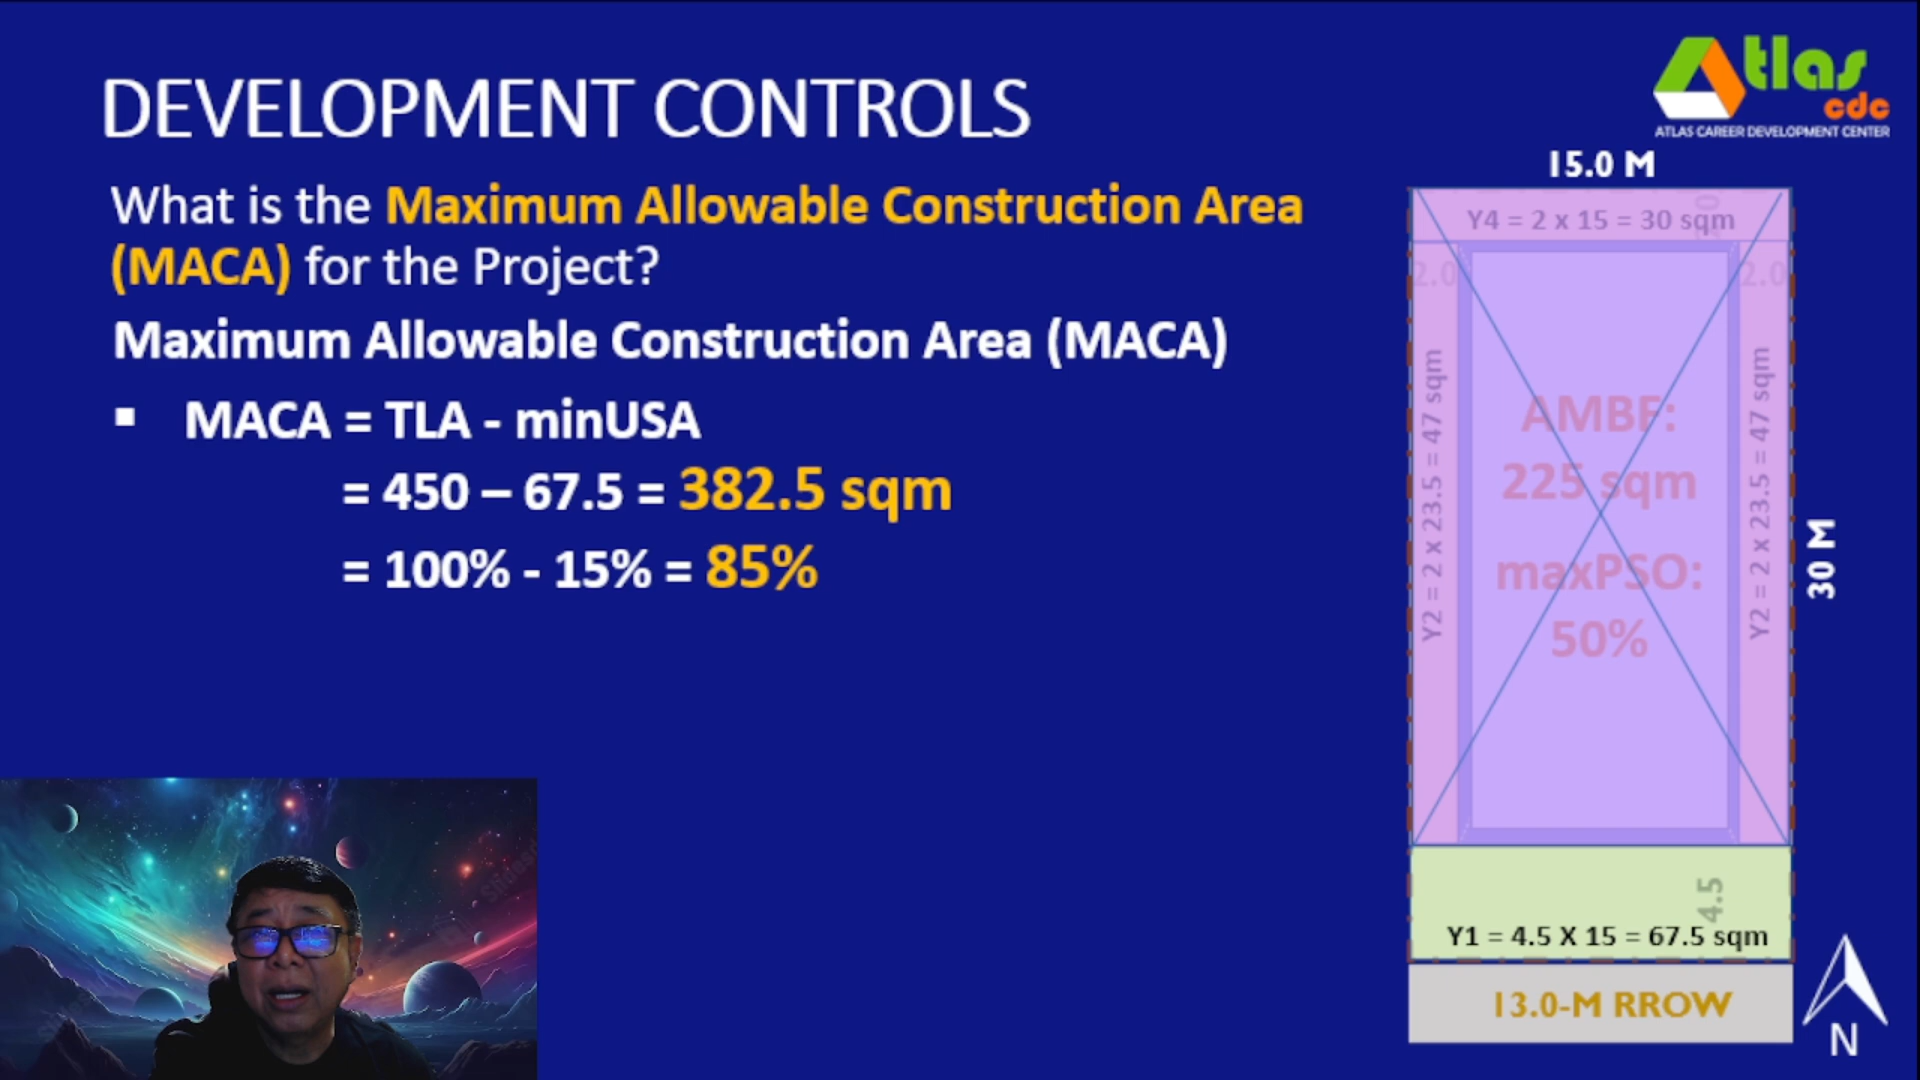 DEVELOPMENT CONTROLS
Atlas
cdc
ATLAS CAREER DEVELOPMENT CENTER
What is the Maximum Allowable Construction Area
(MACA) for the Project?
Maximum Allowable Construction Area (MACA)
▪ MACA = TLA - minUSA
= 450 – 67.5 = 382.5 sqm
= 100% - 15% = 85%
15.0 M
Y4 = 2 x 15 = 30 sqm
2.0
2.0
Y2 = 2 x 23.5 = 47 sqm
AMBF:
225 sqm
maxPSO:
50%
Y2 = 2 x 23.5 = 47 sqm
30 M
4.5
Y1 = 4.5 X 15 = 67.5 sqm
13.0-M RROW
N